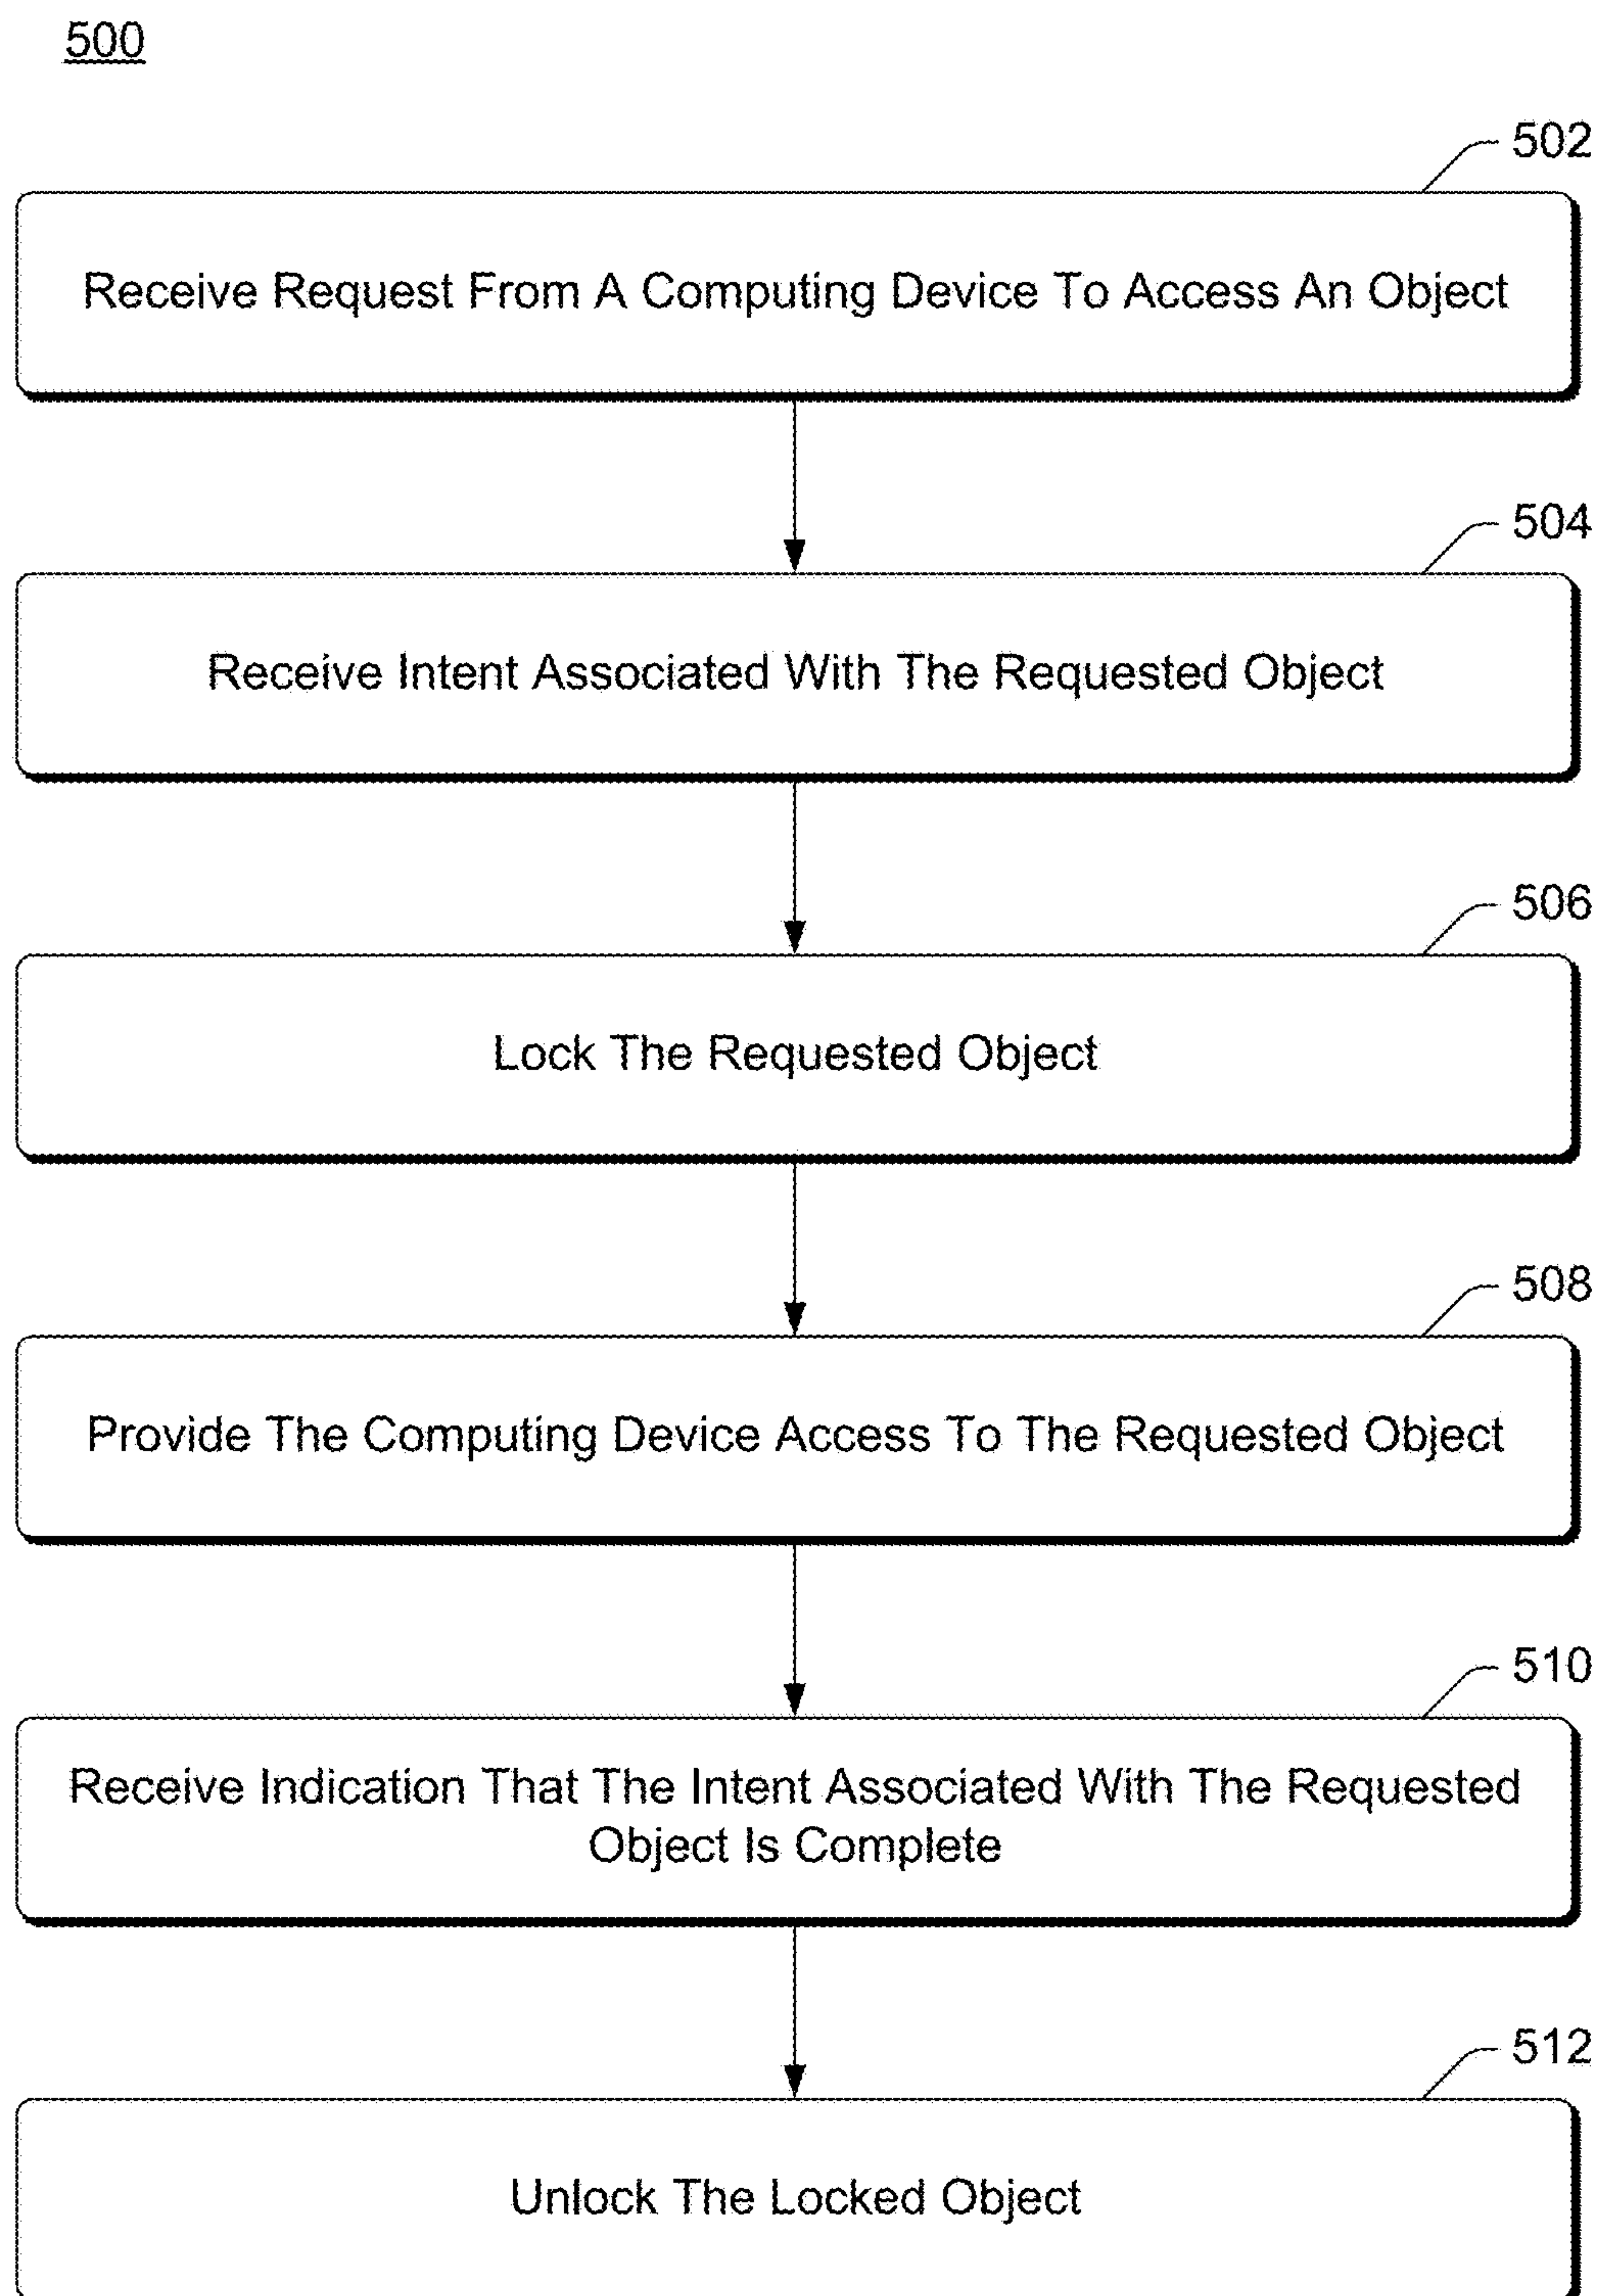 500
502
Receive Request From A Computing Device To Access An Object
504
Receive Intent Associated With The Requested Object
506
Lock The Requested Object
508
Provide The Computing Device Access To The Requested Object
510
Receive Indication That The Intent Associated With The Requested
Object Is Complete
512
Unlock The Locked Object